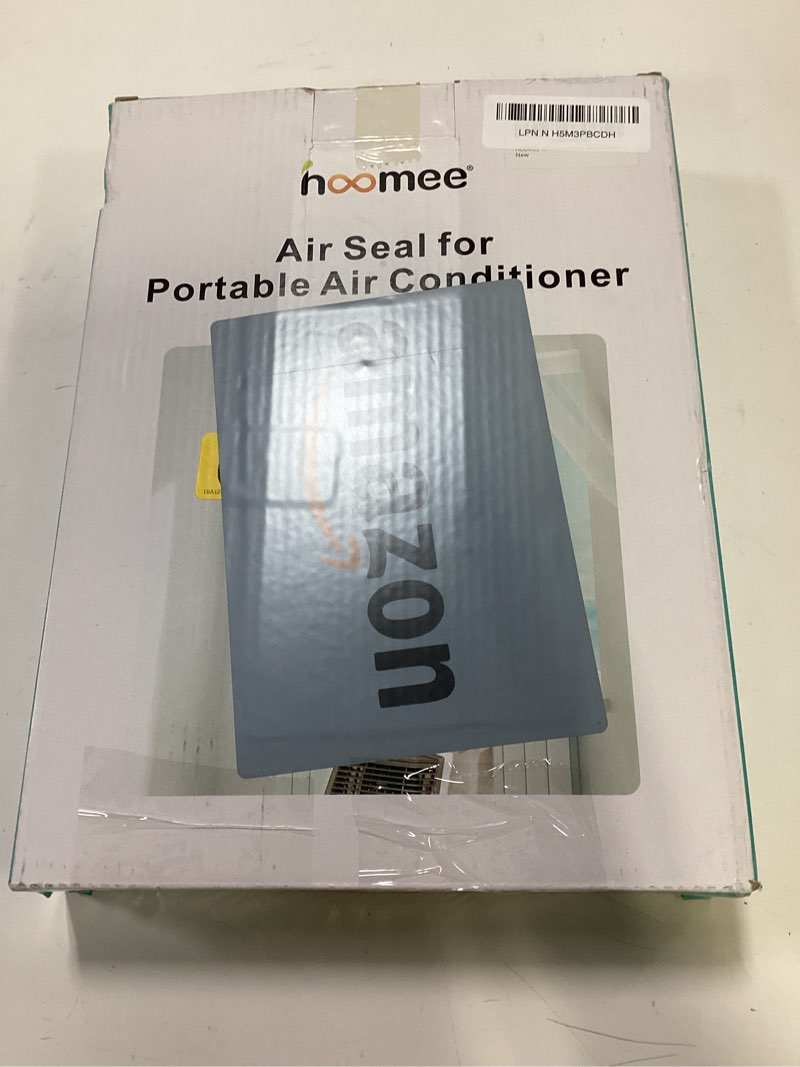 LPN N H5M3PBCDH
New
hoomee®
Air Seal for
Portable Air Conditioner
amazon